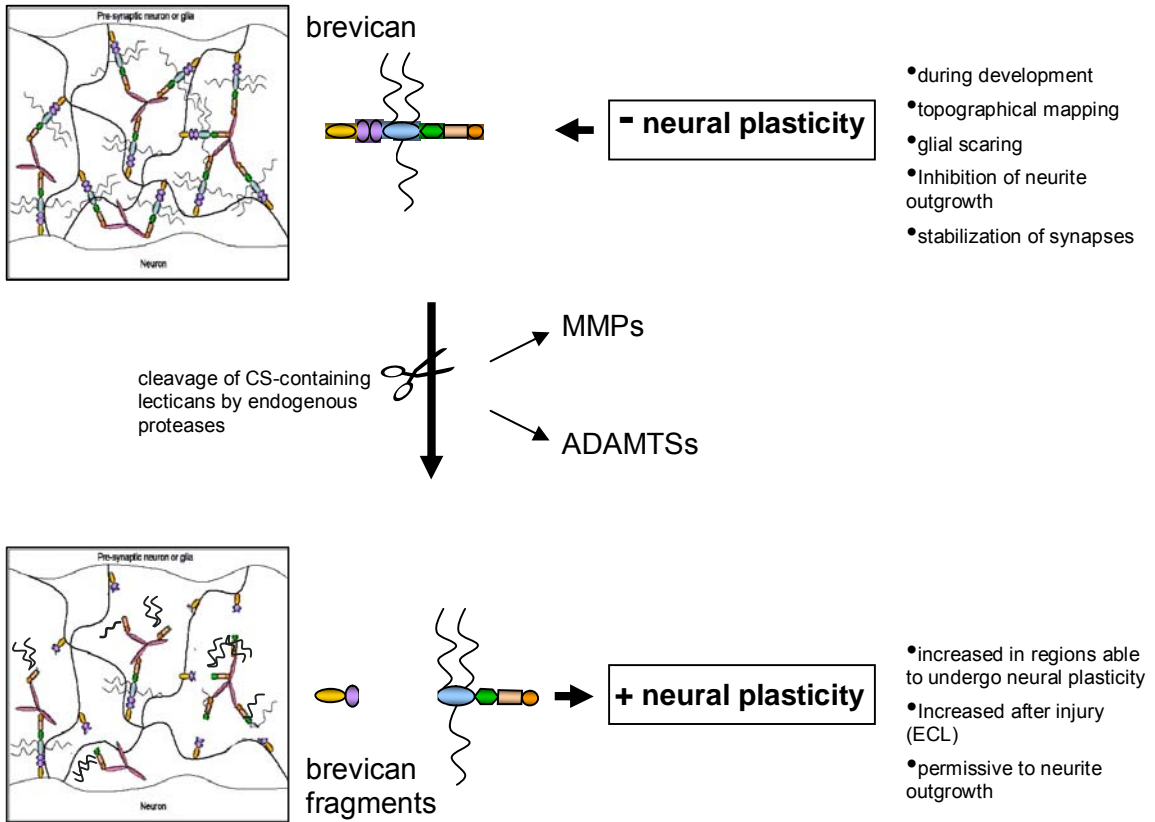 Pre-synaptic neuron or glia
Neuron
brevican
- neural plasticity
•during development
•topographical mapping
•glial scaring
•Inhibition of neurite
outgrowth
•stabilization of synapses
cleavage of CS-containing
lecticans by endogenous
proteases
MMPs
ADAMTSs
Pre-synaptic neuron or glia
Neuron
brevican
fragments
+ neural plasticity
•increased in regions able
to undergo neural plasticity
•Increased after injury
(ECL)
•permissive to neurite
outgrowth